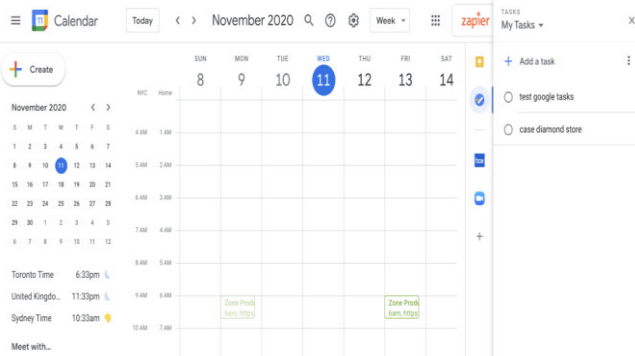 Calendar
Today
November 2020
Week
zapier
TASKS
My Tasks
Create
Add a task
test google tasks
case diamond store
November 2020
S M T W T F S
1 2 3 4 5 6 7
8 9 10 11 12 13 14
15 16 17 18 19 20 21
22 23 24 25 26 27 28
29 30 1 2 3 4 5
6 7 8 9 10 11 12
Toronto Time 6:33pm
United Kingdo... 11:33pm
Sydney Time 10:33am
Meet with...
SUN MON TUE WED THU FRI SAT
8 9 10 11 12 13 14
NYC Home
4 AM 1 AM
5 AM 2 AM
6 AM 3 AM
7 AM 4 AM
8 AM 5 AM
9 AM 6 AM
10 AM 7 AM
Zone Prod
6am, https
Zone Prod
6am, https
box